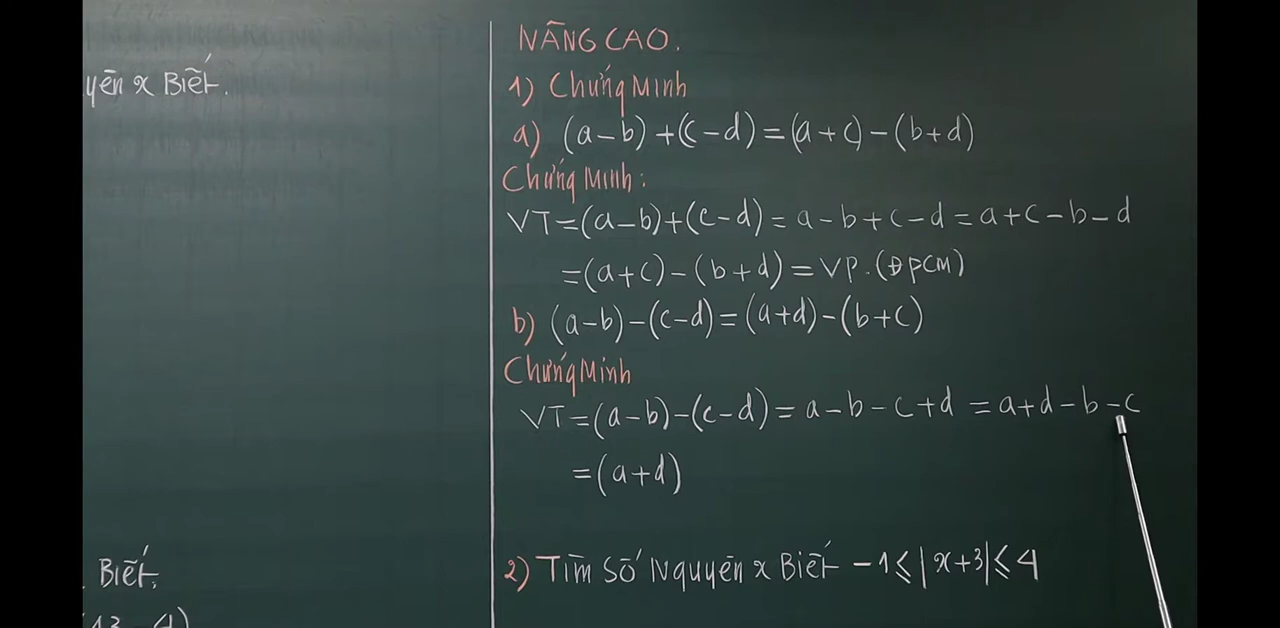 yên x Biết.
Biết.
NÂNG CAO.
1) Chứng Minh
a) (a-b)+(c-d)=(a+c)-(b+d)
Chứng Minh:
VT=(a-b)+(c-d)=a-b+c-d=a+c-b-d
=(a+c)-(b+d)=VP.(ĐPCM)
b) (a-b)-(c-d)=(a+d)-(b+c)
Chứng Minh
VT=(a-b)-(c-d)=a-b-c+d=a+d-b-c
=(a+d)
2) Tìm Số Nguyên x Biết -1≤|x+3|≤4